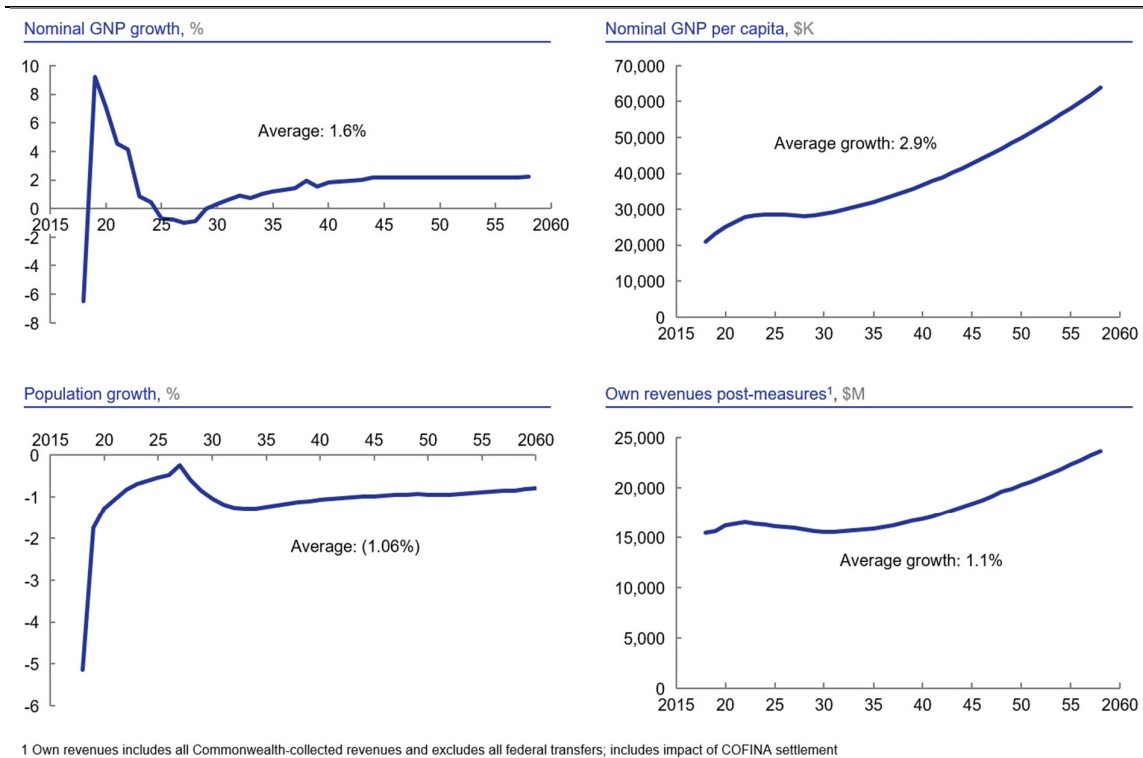 Nominal GNP growth, %
10
8
6
4
2
0
-2
-4
-6
-8
2015 20 25 30 35 40 45 50 55 2060
Average: 1.6%
Nominal GNP per capita, $K
70,000
60,000
50,000
40,000
30,000
20,000
10,000
0
2015 20 25 30 35 40 45 50 55 2060
Average growth: 2.9%
Population growth, %
2015 20 25 30 35 40 45 50 55 2060
0
-1
-2
-3
-4
-5
-6
Average: (1.06%)
Own revenues post-measures1, $M
25,000
20,000
15,000
10,000
5,000
0
2015 20 25 30 35 40 45 50 55 2060
Average growth: 1.1%
1 Own revenues includes all Commonwealth-collected revenues and excludes all federal transfers; includes impact of COFINA settlement